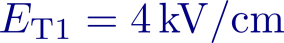 E_T1 = 4 kV/cm